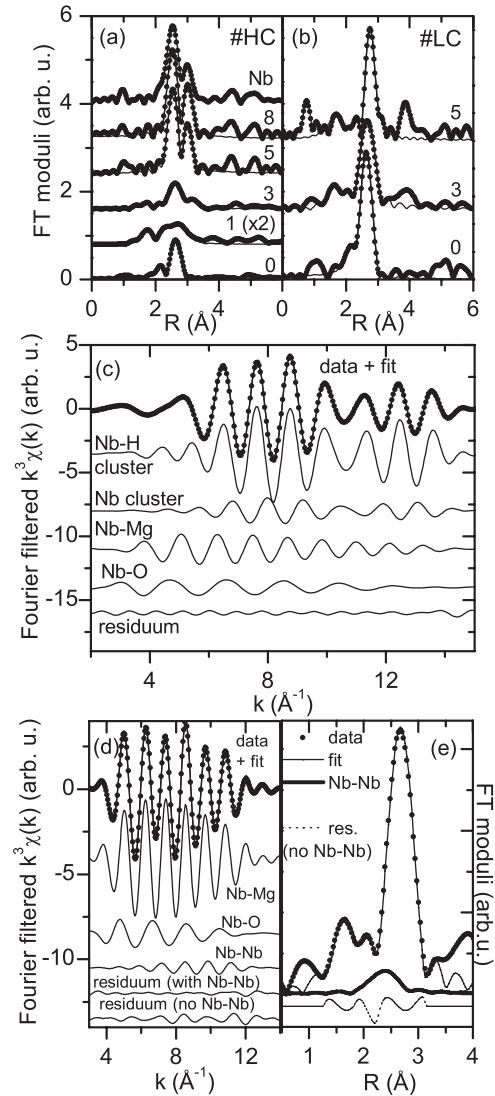 (a) #HC
(b) #LC
FT moduli (arb. u.)
6
4
2
0
Nb
8
5
3
1 (x2)
0
5
3
0
0 2 4 0 2 4 6
R (Å) R (Å)
(c)
data + fit
Fourier filtered k³χ(k) (arb. u.)
5
0
-5
-10
-15
Nb-H
cluster
Nb cluster
Nb-Mg
Nb-O
residuum
4 8 12
k (Å⁻¹)
(d)
data
+ fit
Fourier filtered k³χ(k) (arb. u.)
0
-5
-10
Nb-Mg
Nb-O
Nb-Nb
residuum (with Nb-Nb)
residuum (no Nb-Nb)
4 8 12
k (Å⁻¹)
(e)
data
fit
Nb-Nb
res.
(no Nb-Nb)
FT moduli (arb.u.)
1 2 3 4
R (Å)